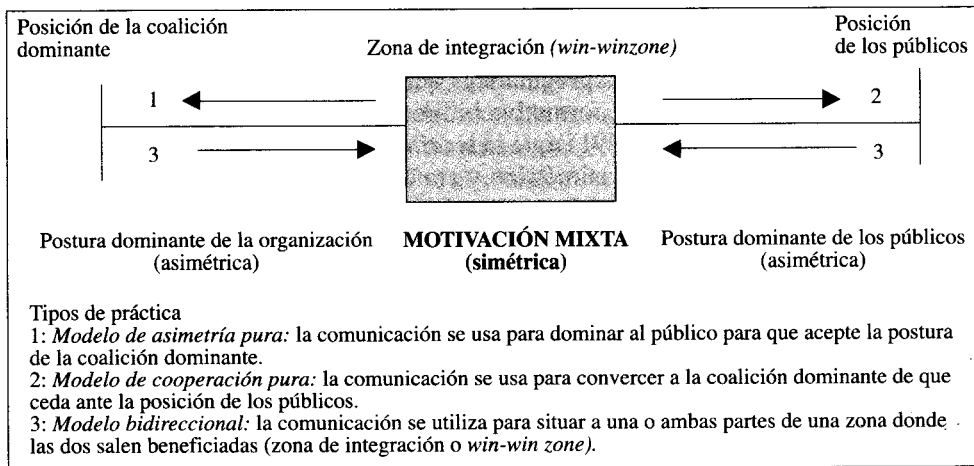 Posición de la coalición
dominante
Zona de integración (win-winzone)
Posición
de los públicos
1
2
3
3
Postura dominante de la organización
(asimétrica)
MOTIVACIÓN MIXTA
(simétrica)
Postura dominante de los públicos
(asimétrica)
Tipos de práctica
1: Modelo de asimetría pura: la comunicación se usa para dominar al público para que acepte la postura
de la coalición dominante.
2: Modelo de cooperación pura: la comunicación se usa para convercer a la coalición dominante de que
ceda ante la posición de los públicos.
3: Modelo bidireccional: la comunicación se utiliza para situar a una o ambas partes de una zona donde
las dos salen beneficiadas (zona de integración o win-win zone).